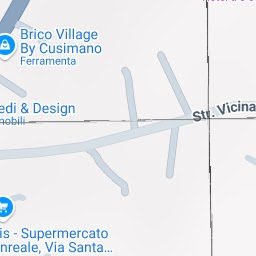 Brico Village
By Cusimano
Ferramenta
edi & Design
mobili
Str. Vicina
is - Supermercato
nreale, Via Santa...